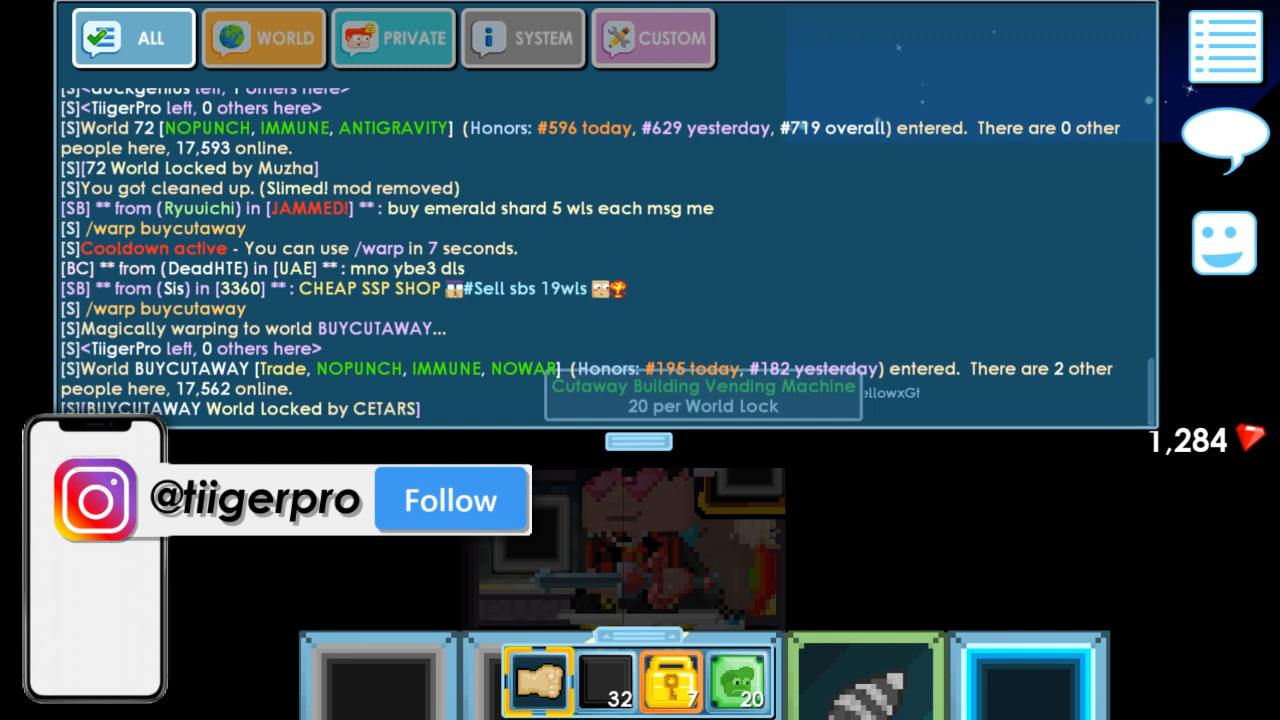 ALL
WORLD
PRIVATE
SYSTEM
CUSTOM
[S]<duckgenius left, 1 others here>
[S]<TiigerPro left, 0 others here>
[S]World 72 [NOPUNCH, IMMUNE, ANTIGRAVITY] (Honors: #596 today, #629 yesterday, #719 overall) entered. There are 0 other
people here, 17,593 online.
[S][72 World Locked by Muzha]
[S]You got cleaned up. (Slimed! mod removed)
[SB] ** from (Ryuuichi) in [JAMMED!] ** : buy emerald shard 5 wls each msg me
[S] /warp buycutaway
[S]Cooldown active - You can use /warp in 7 seconds.
[BC] ** from (DeadHTE) in [UAE] ** : mno ybe3 dls
[SB] ** from (Sis) in [3360] ** : CHEAP SSP SHOP #Sell sbs 19wls
[S] /warp buycutaway
[S]Magically warping to world BUYCUTAWAY...
[S]<TiigerPro left, 0 others here>
[S]World BUYCUTAWAY [Trade, NOPUNCH, IMMUNE, NOWAR] (Honors: #195 today, #182 yesterday) entered. There are 2 other
people here, 17,562 online.
[S][BUYCUTAWAY World Locked by CETARS]
Cutaway Building Vending Machine
20 per World Lock
ellowxGt
1,284
@tiigerpro
Follow
32
7
20